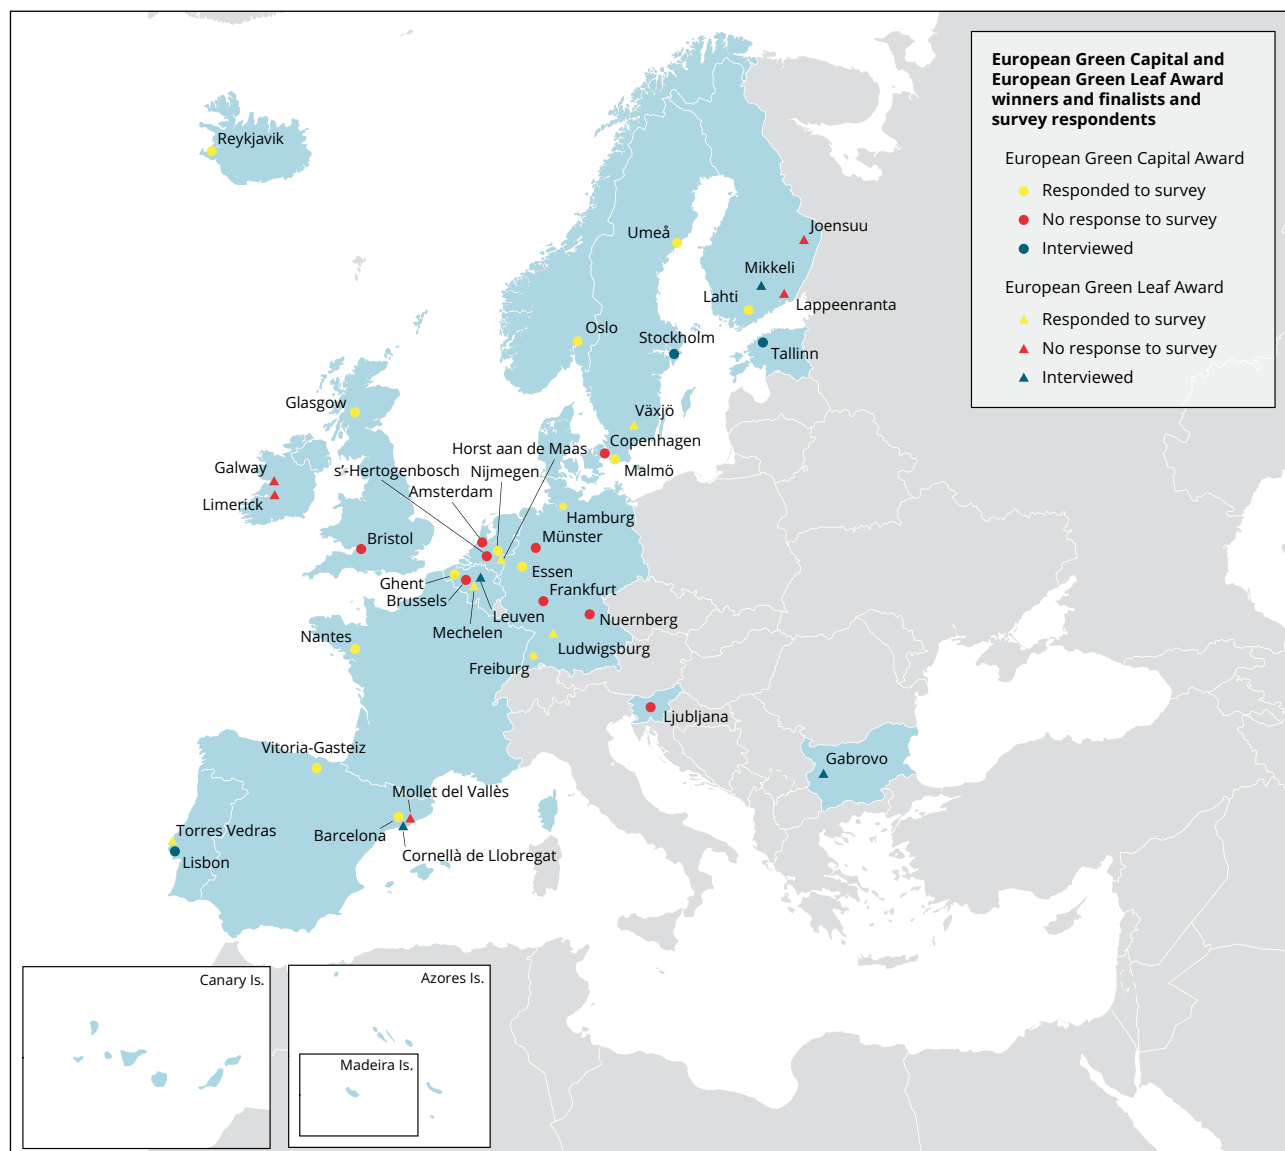 European Green Capital and
European Green Leaf Award
winners and finalists and
survey respondents
European Green Capital Award
Responded to survey
No response to survey
Interviewed
European Green Leaf Award
Responded to survey
No response to survey
Interviewed
Reykjavik
Umeå
Joensuu
Mikkeli
Lahti
Lappeenranta
Oslo
Stockholm
Tallinn
Glasgow
Växjö
Copenhagen
Horst aan de Maas
Malmö
Galway
s'-Hertogenbosch
Nijmegen
Amsterdam
Limerick
Hamburg
Bristol
Münster
Ghent
Essen
Brussels
Frankfurt
Leuven
Nuernberg
Mechelen
Nantes
Ludwigsburg
Freiburg
Ljubljana
Vitoria-Gasteiz
Gabrovo
Mollet del Vallès
Torres Vedras
Barcelona
Cornellà de Llobregat
Lisbon
Canary Is.
Azores Is.
Madeira Is.